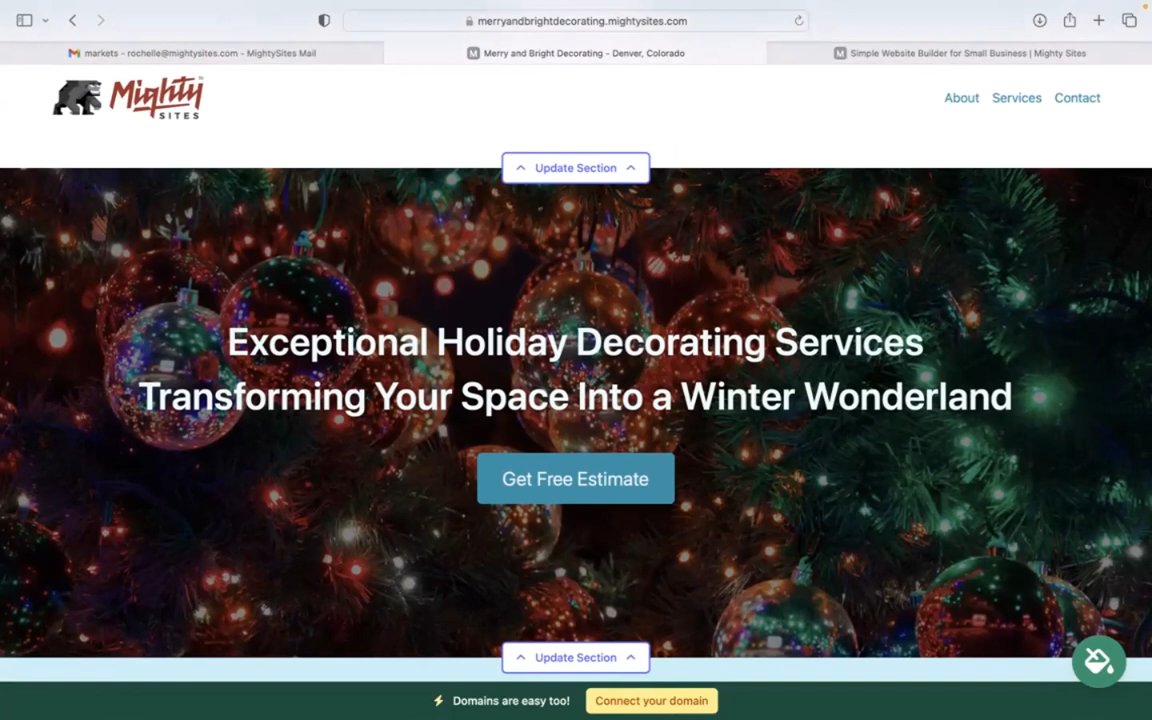 merryandbrightdecorating.mightysites.com
markets - rochelle@mightysites.com - MightySites Mail
Merry and Bright Decorating - Denver, Colorado
Simple Website Builder for Small Business | Mighty Sites
Mighty
SITES
About Services Contact
Update Section
Exceptional Holiday Decorating Services
Transforming Your Space Into a Winter Wonderland
Get Free Estimate
Update Section
Domains are easy too! Connect your domain